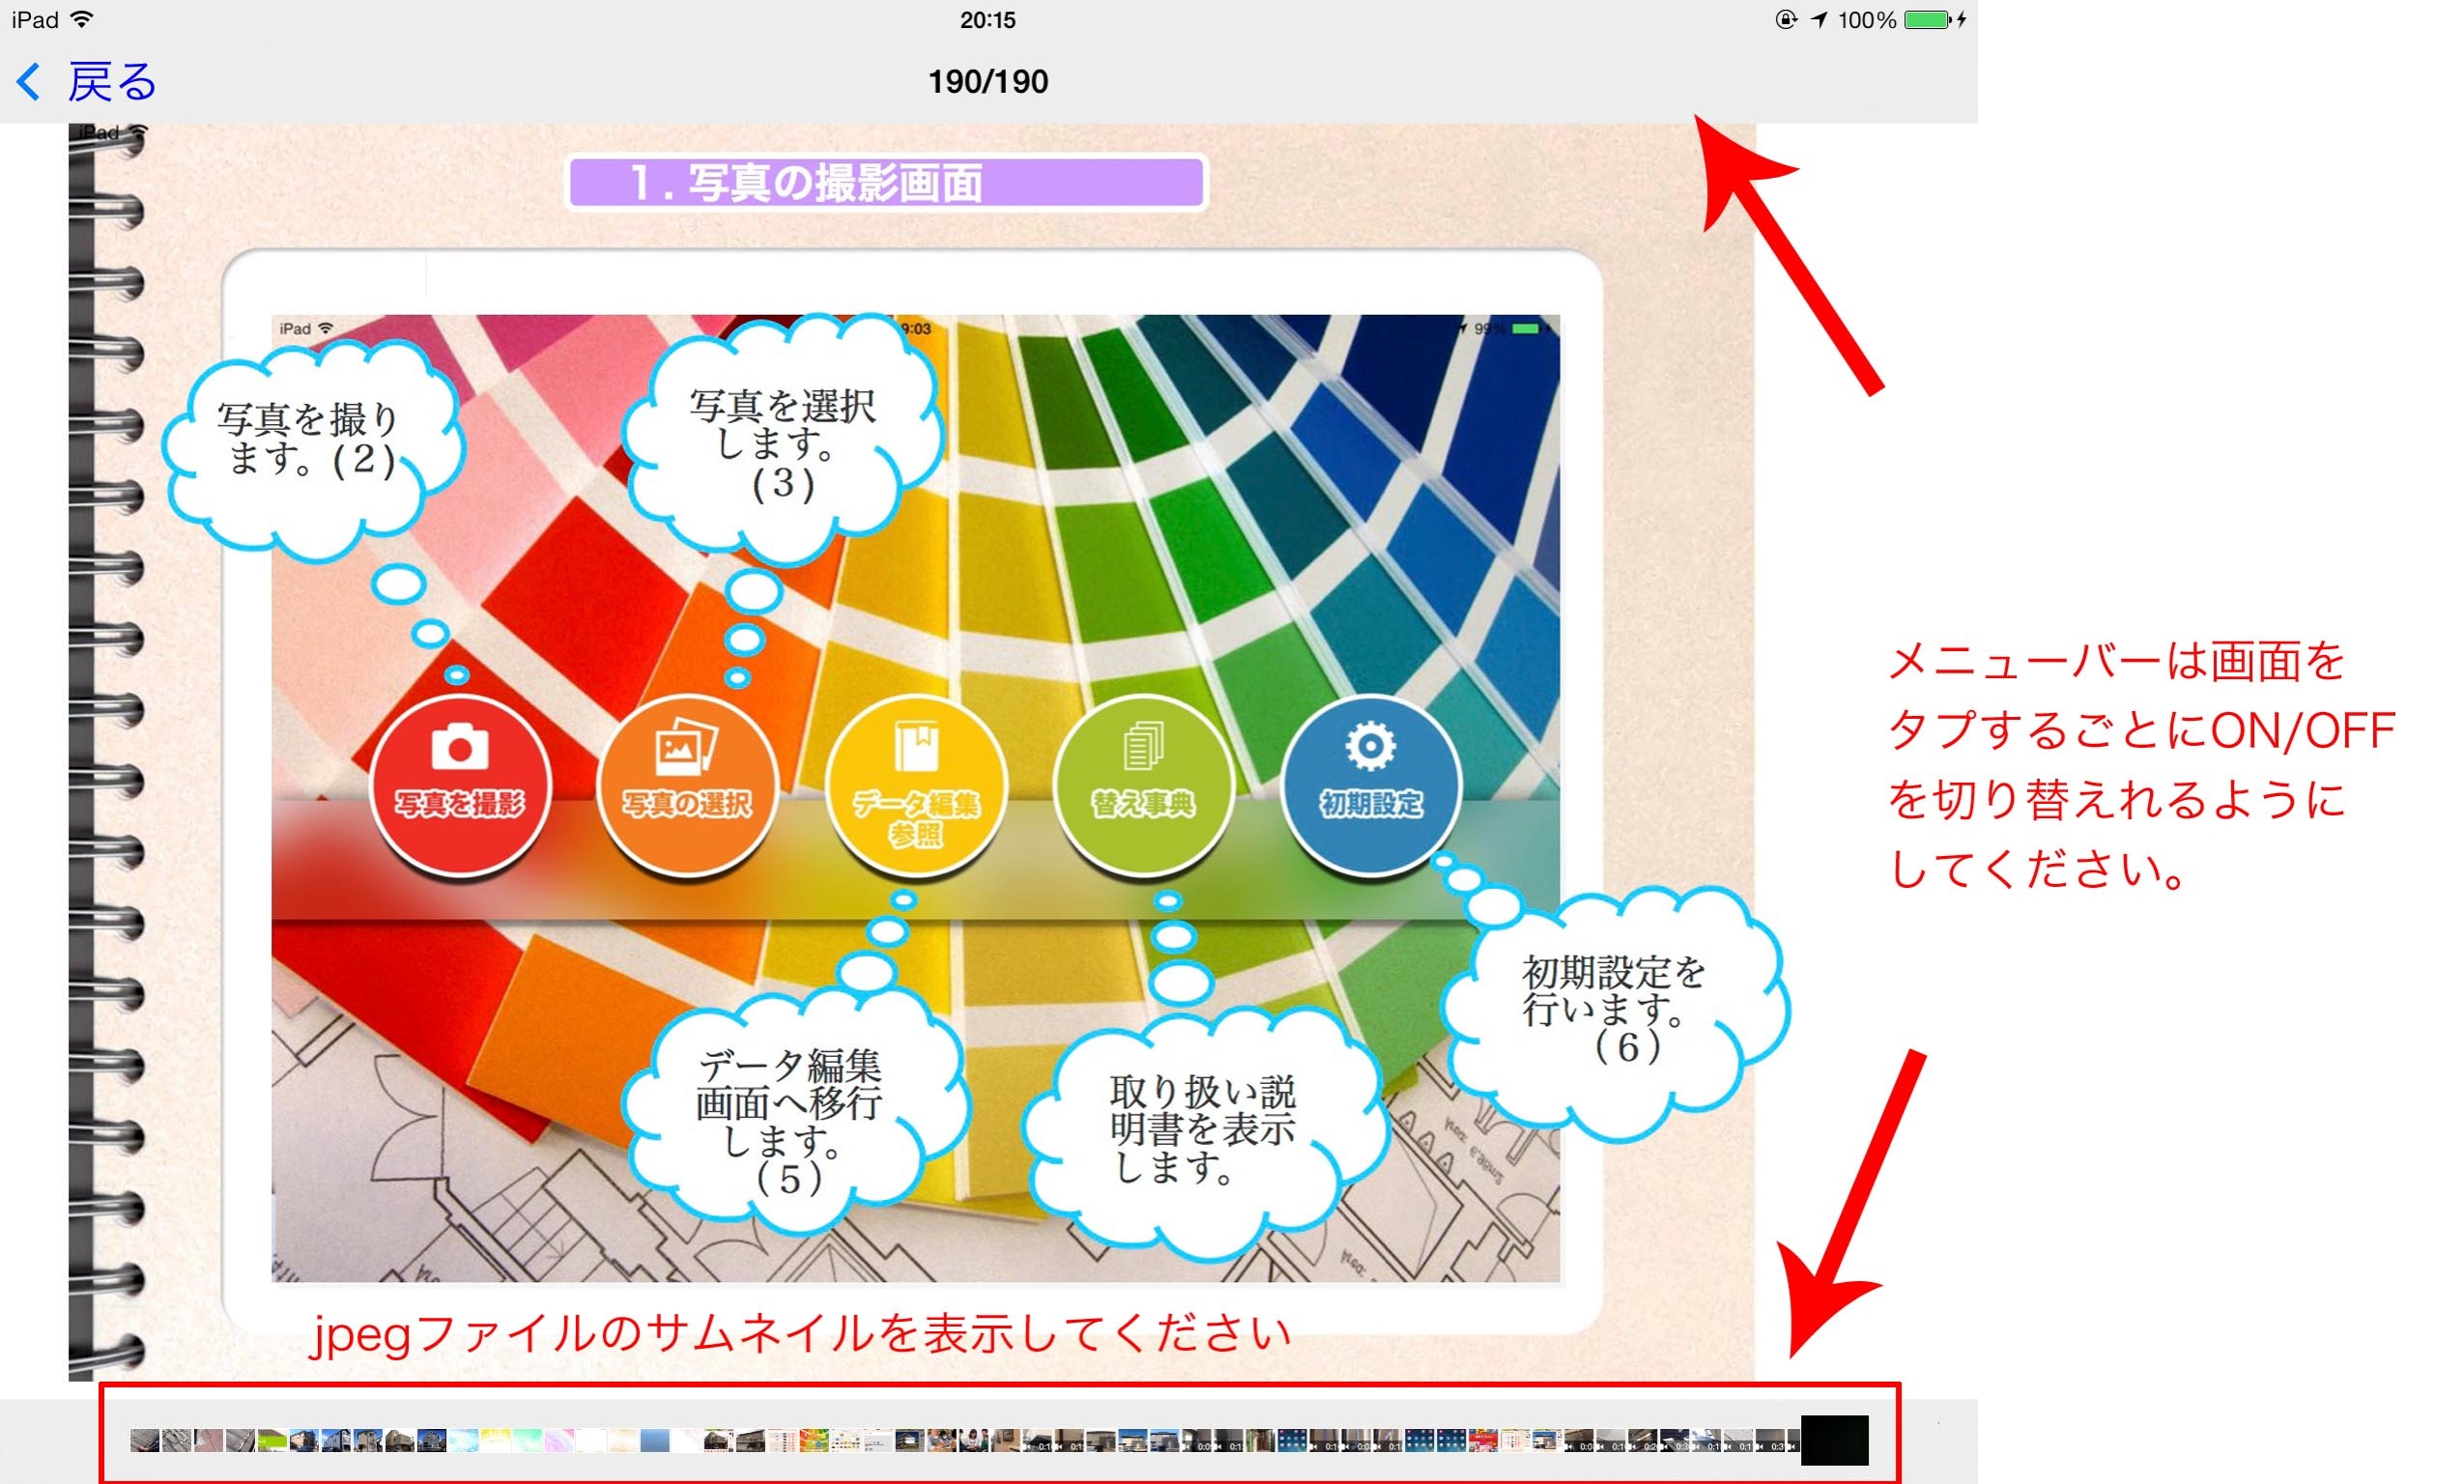 iPad
20:15
100%
戻る
190/190
iPad
1．写真の撮影画面
iPad
9:03
99%
写真を撮り
ます。(2)
写真を選択
します。
(3)
写真を撮影
写真の選択
データ編集
参照
替え事典
初期設定
メニューバーは画面を
タプするごとにON/OFF
を切り替えれるように
してください。
データ編集
画面へ移行
します。
(5)
取り扱い説
明書を表示
します。
初期設定を
行います。
(6)
jpegファイルのサムネイルを表示してください